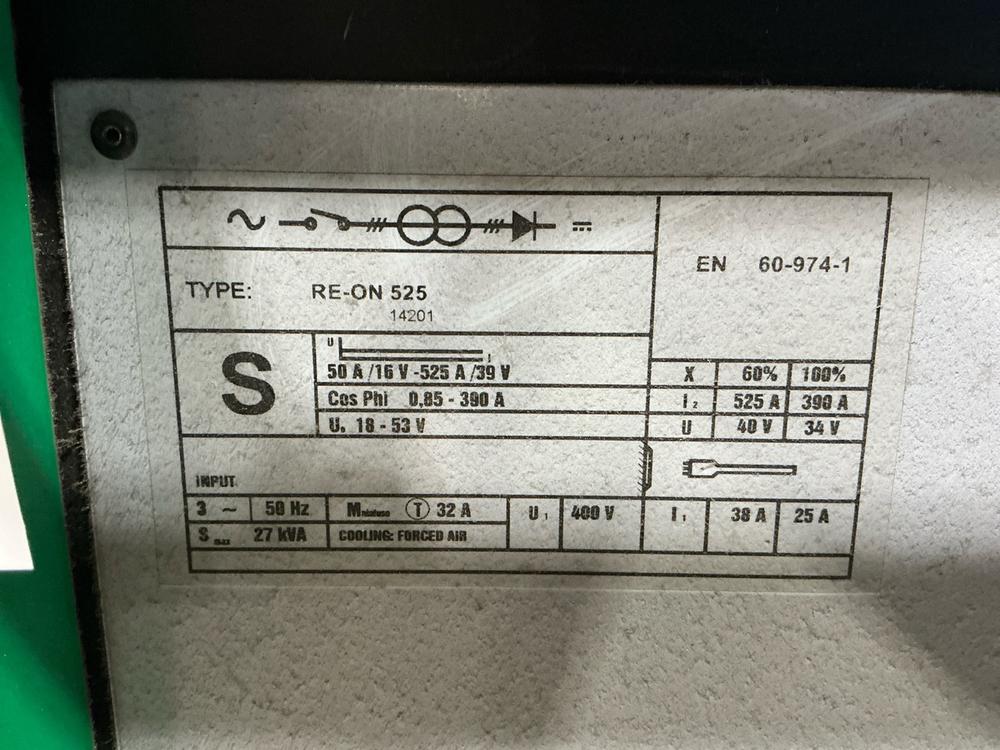 EN 60-974-1
TYPE: RE-ON 525
14201
S
U
I
50 A /16 V -525 A /39 V
Cos Phi 0,85 - 390 A
U₀ 18 - 53 V
X 60% 100%
I₂ 525 A 390 A
U 40 V 34 V
INPUT
3 ~ 50 Hz
S max 27 kVA
T 32 A
COOLING: FORCED AIR
U₁ 400 V
I₁ 38 A 25 A